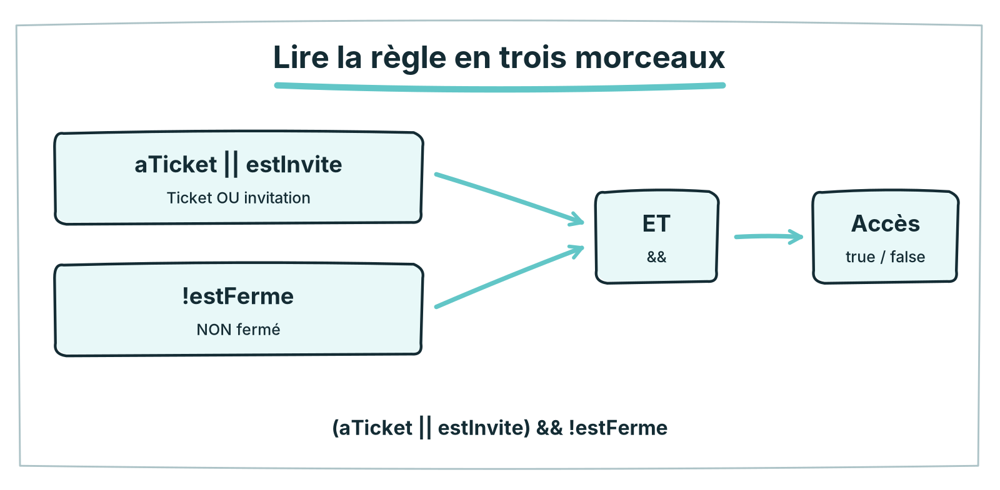 Lire la règle en trois morceaux
aTicket || estInvite
Ticket OU invitation
!estFerme
NON fermé
ET
&&
Accès
true / false
(aTicket || estInvite) && !estFerme